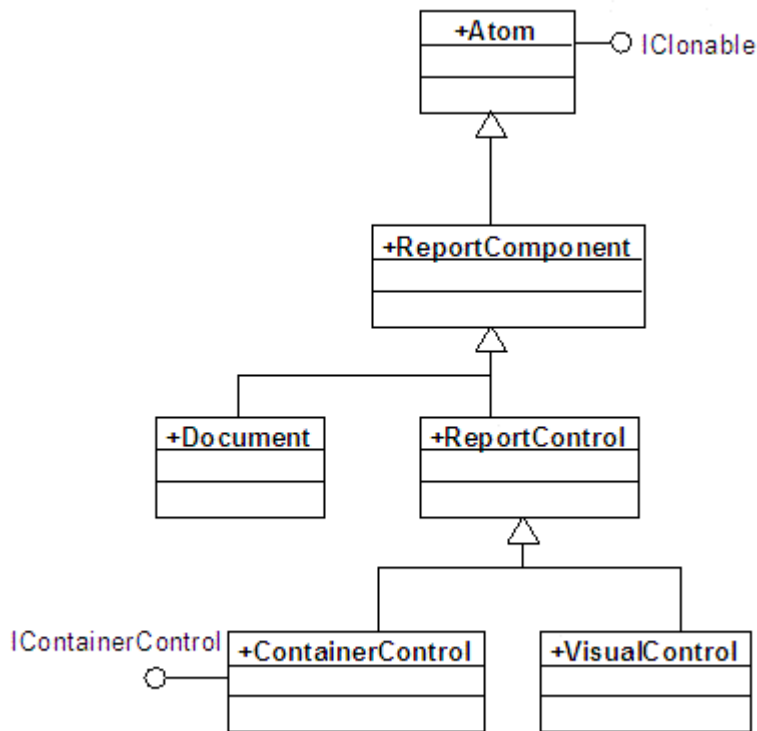 +Atom
IClonable
+ReportComponent
+Document
+ReportControl
IContainerControl
+ContainerControl
+VisualControl